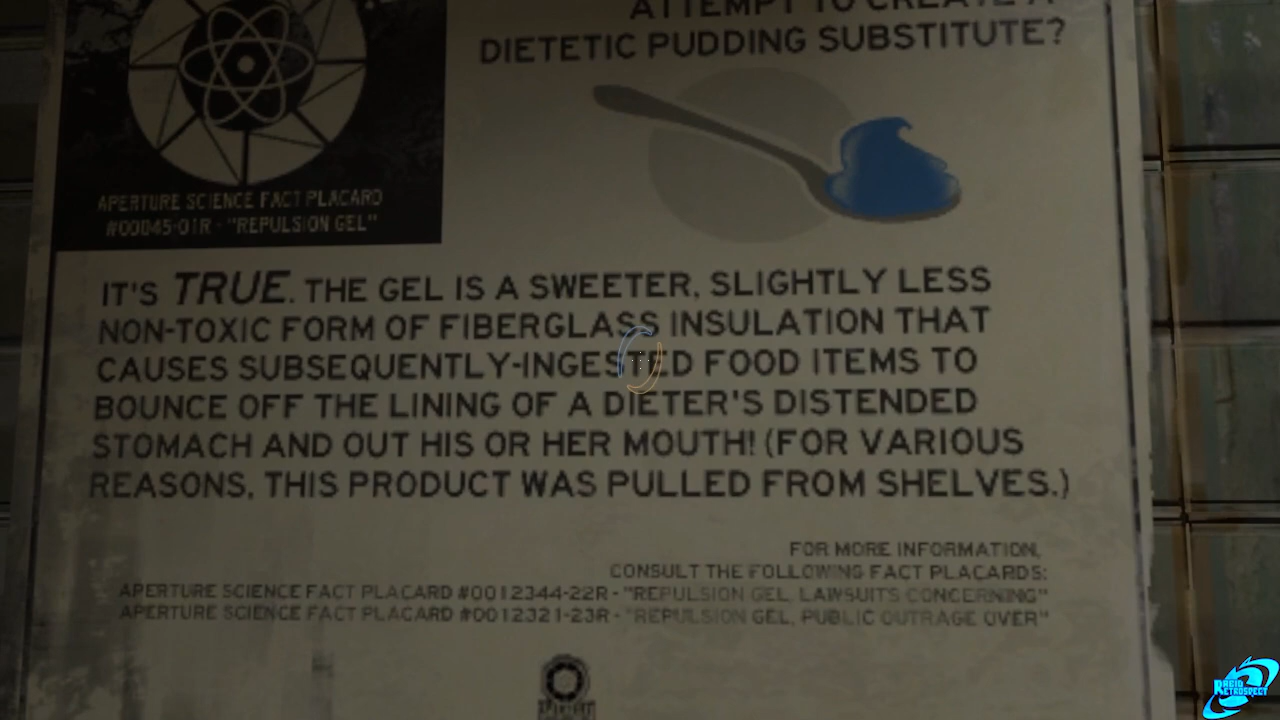 ATTEMPT TO CREATE A
DIETETIC PUDDING SUBSTITUTE?
APERTURE SCIENCE FACT PLACARD
#00045-01R - "REPULSION GEL"
IT'S TRUE. THE GEL IS A SWEETER, SLIGHTLY LESS
NON-TOXIC FORM OF FIBERGLASS INSULATION THAT
CAUSES SUBSEQUENTLY-INGESTED FOOD ITEMS TO
BOUNCE OFF THE LINING OF A DIETER'S DISTENDED
STOMACH AND OUT HIS OR HER MOUTH! (FOR VARIOUS
REASONS, THIS PRODUCT WAS PULLED FROM SHELVES.)
FOR MORE INFORMATION,
CONSULT THE FOLLOWING FACT PLACARDS:
APERTURE SCIENCE FACT PLACARD #0012344-22R - "REPULSION GEL, LAWSUITS CONCERNING"
APERTURE SCIENCE FACT PLACARD #0012321-23R - "REPULSION GEL, PUBLIC OUTRAGE OVER"
RETROSPECT